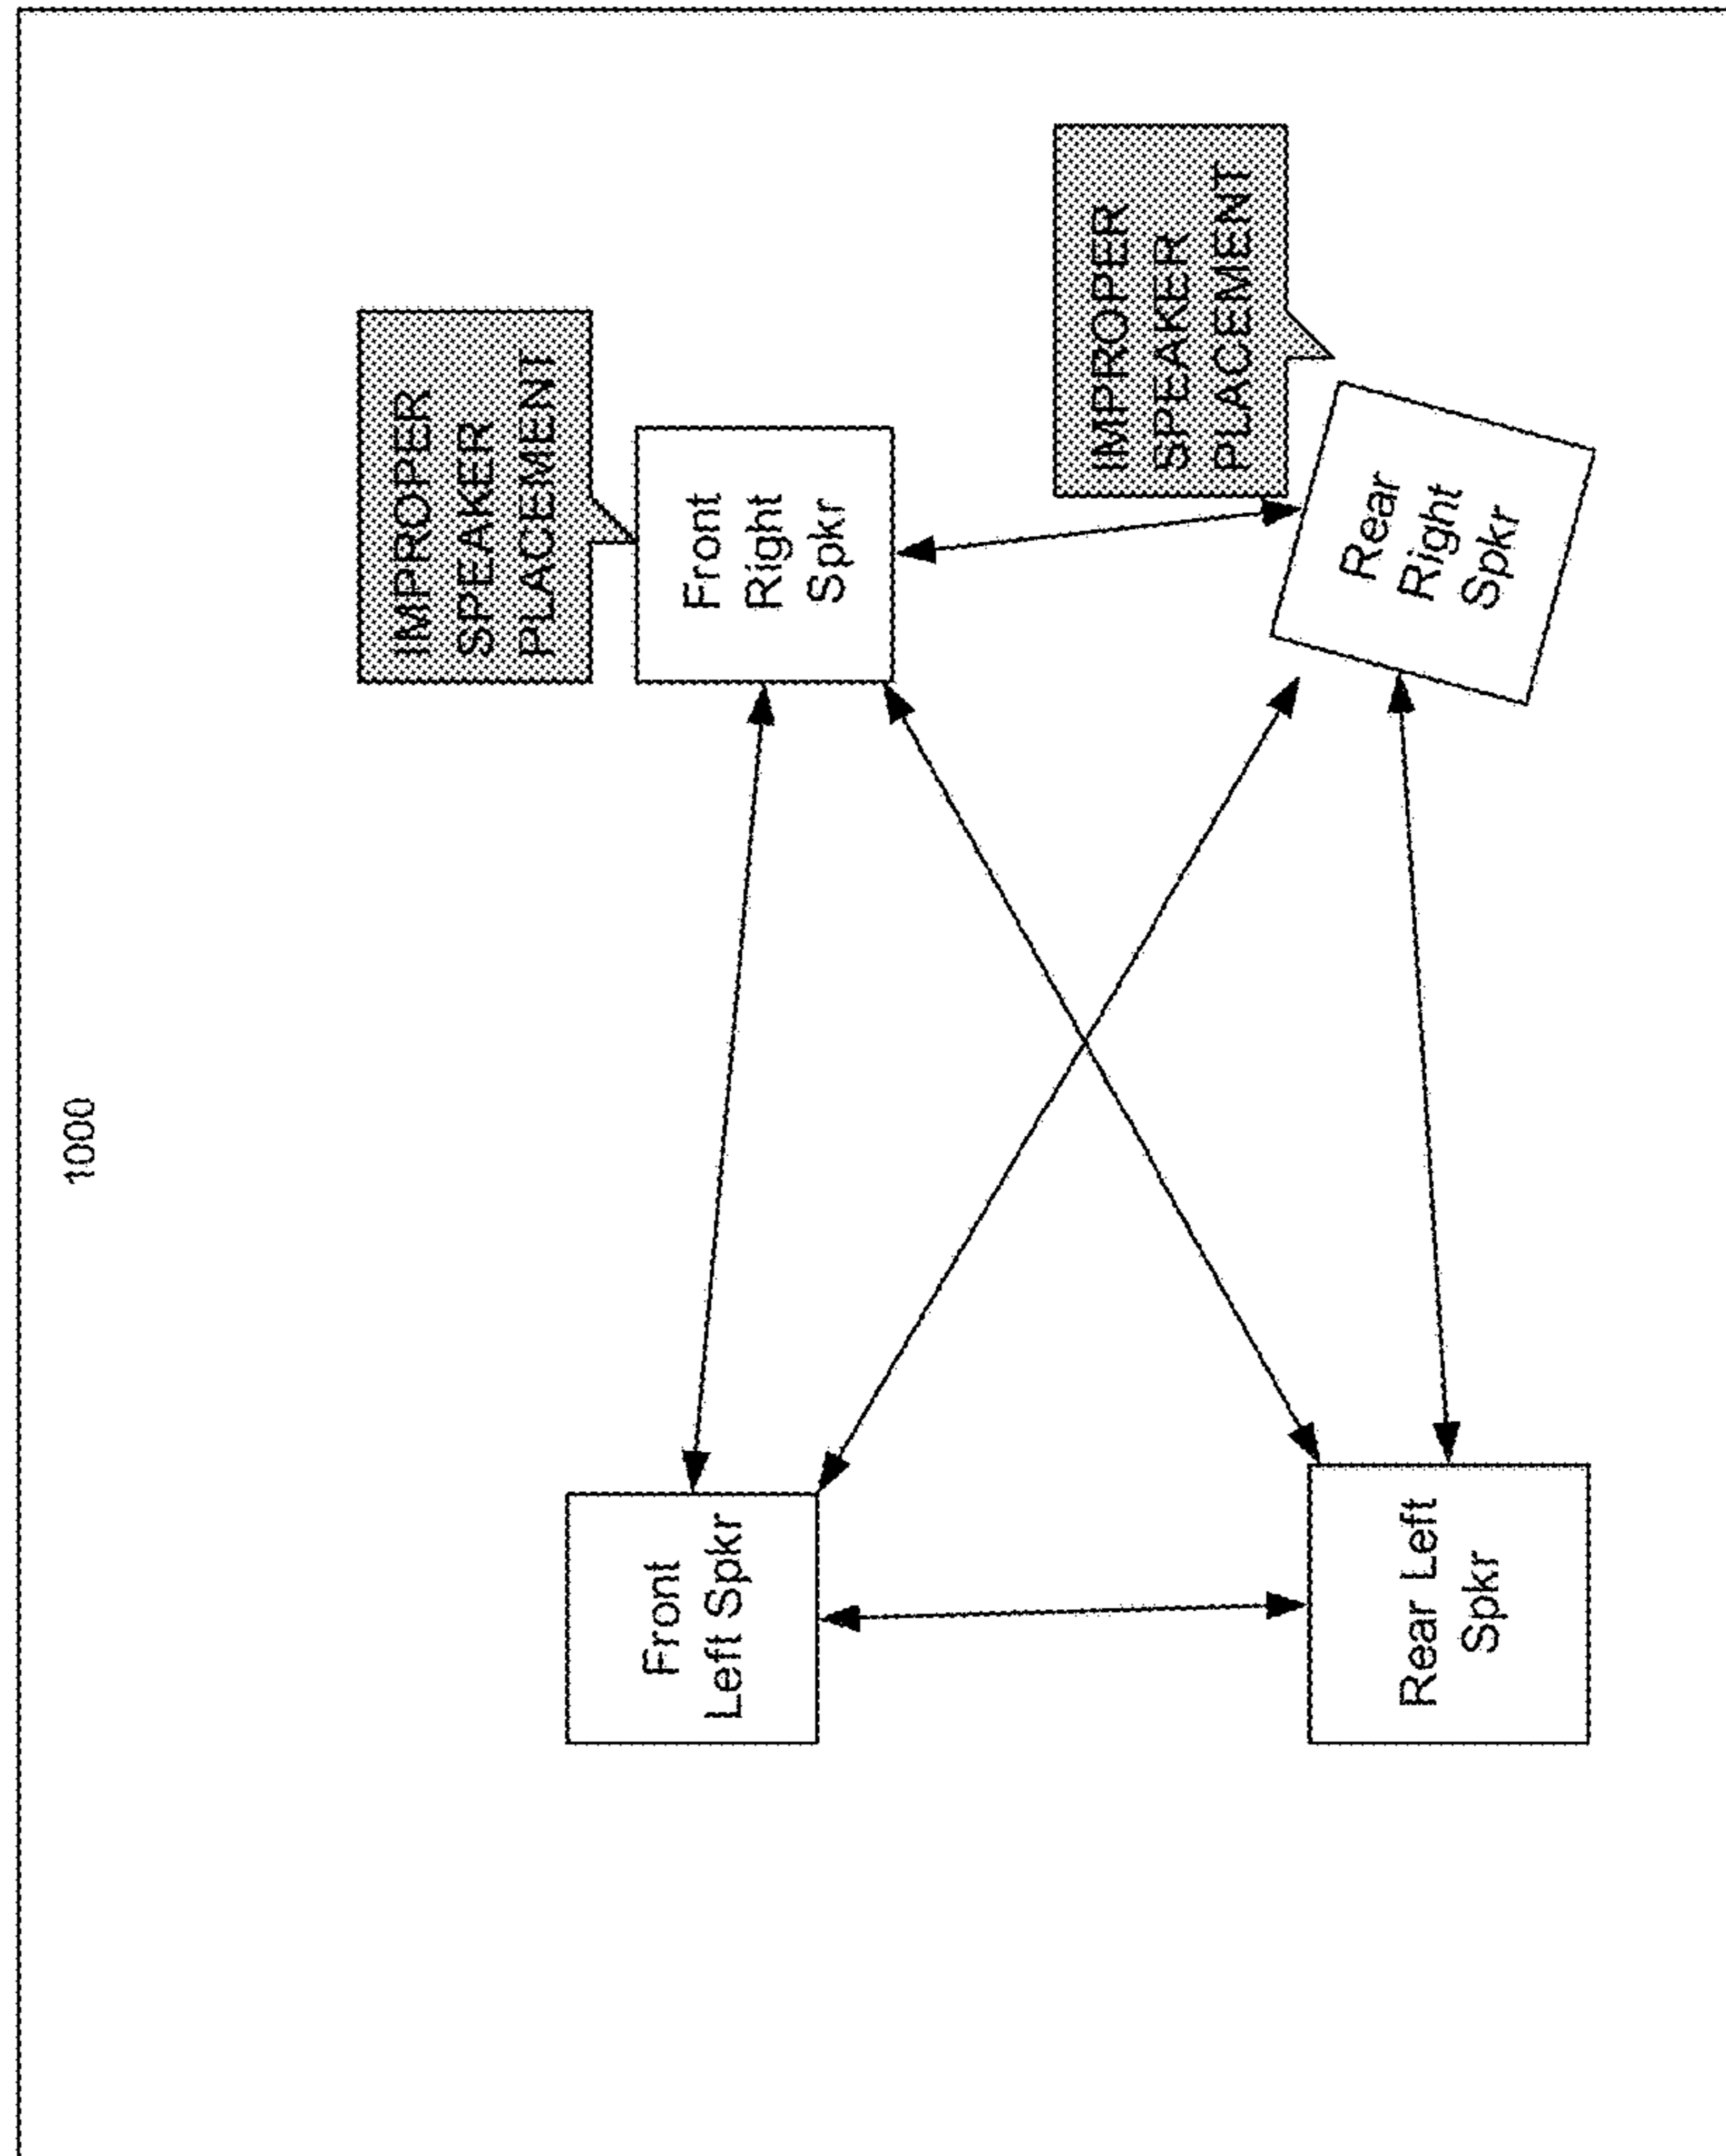 1000
IMPROPER
SPEAKER
PLACEMENT
Front
Right
Spkr
IMPROPER
SPEAKER
PLACEMENT
Rear
Right
Spkr
Front
Left Spkr
Rear Left
Spkr